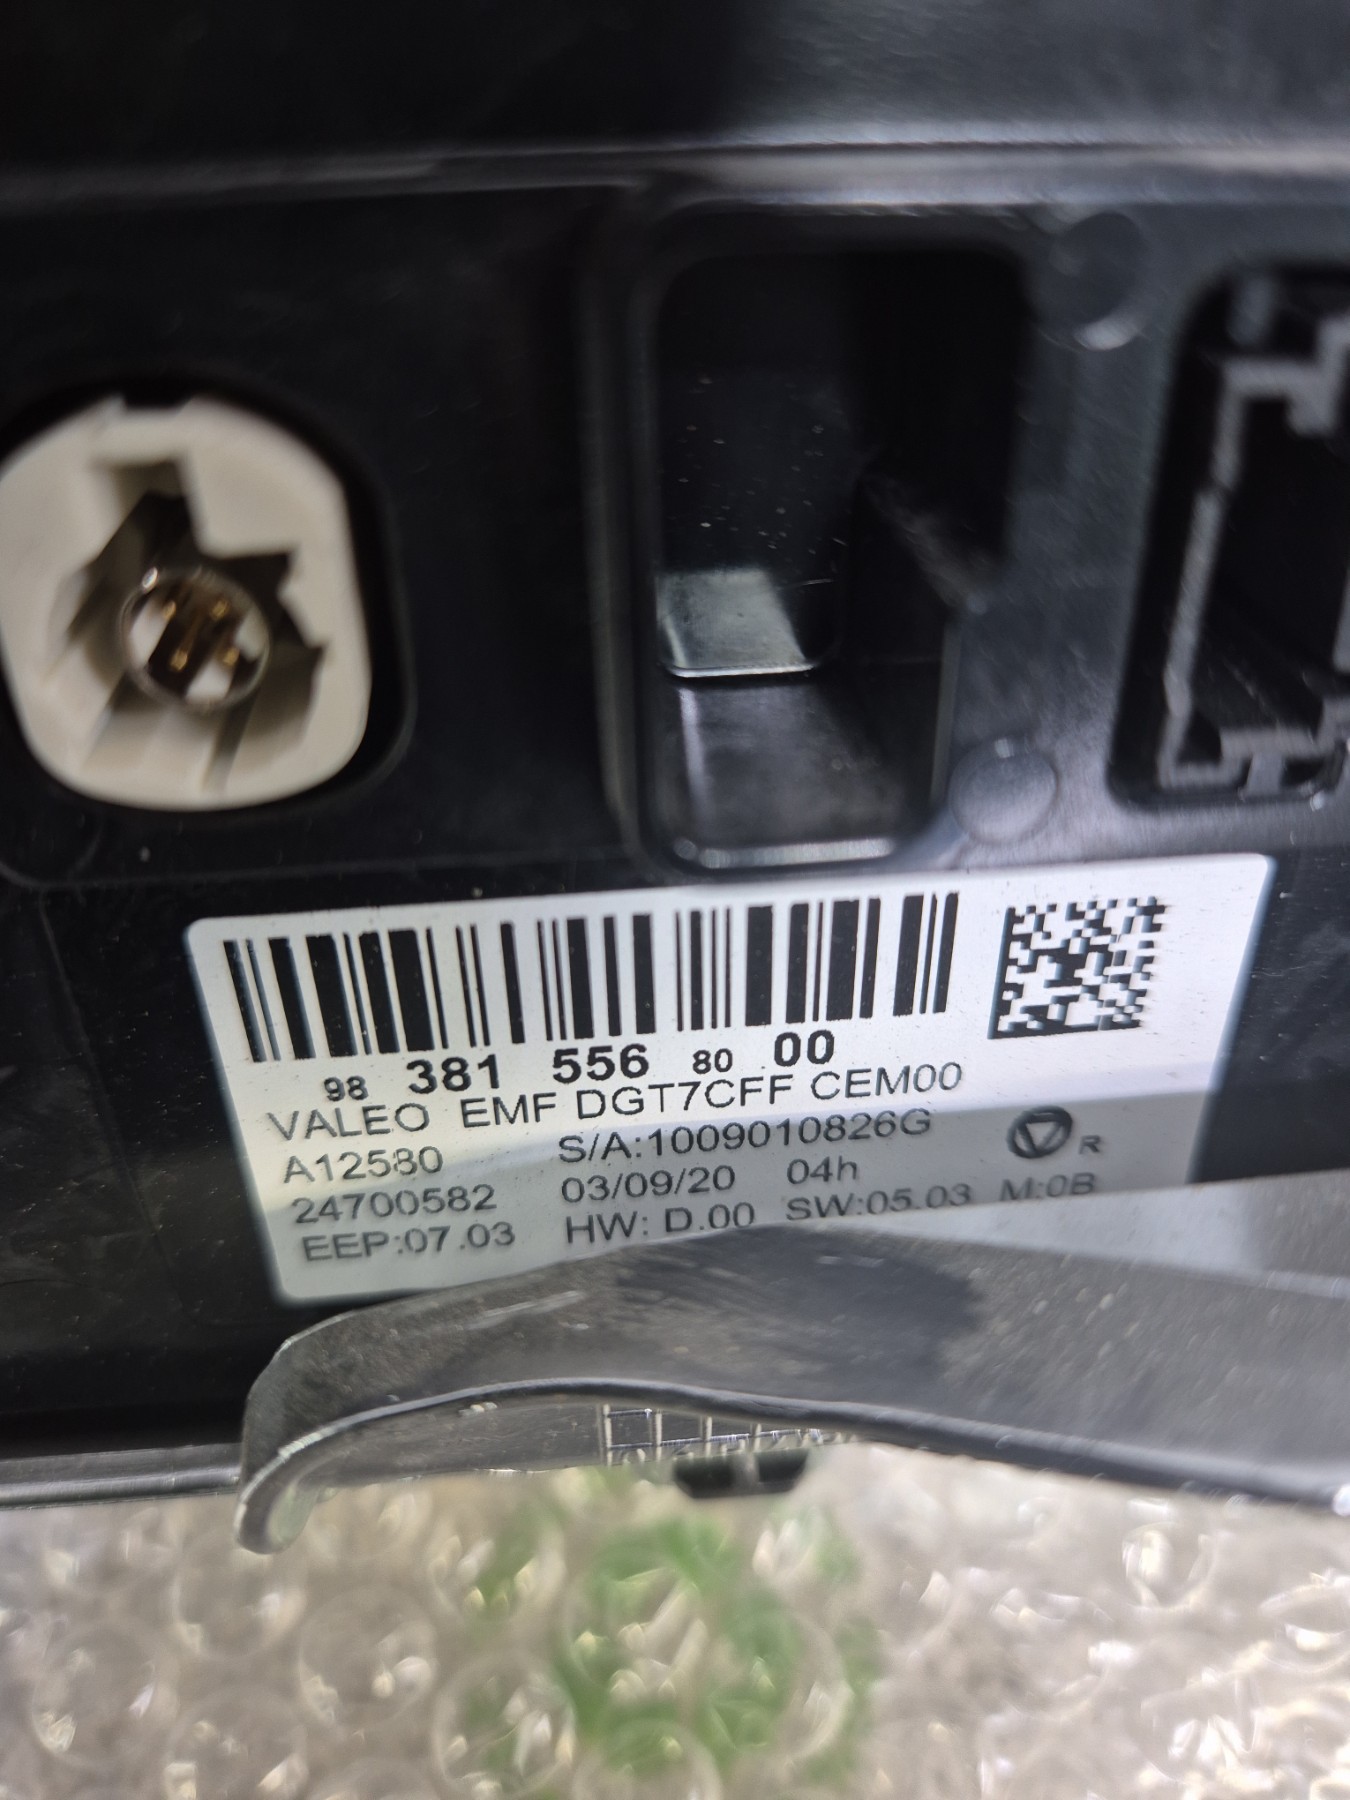 98 381 556 80 00
VALEO EMF DGT7CFF CEM00
A12580 S/A:1009010826G
24700582 03/09/20 04h R
EEP:07.03 HW: D.00 SW:05.03 M:0B